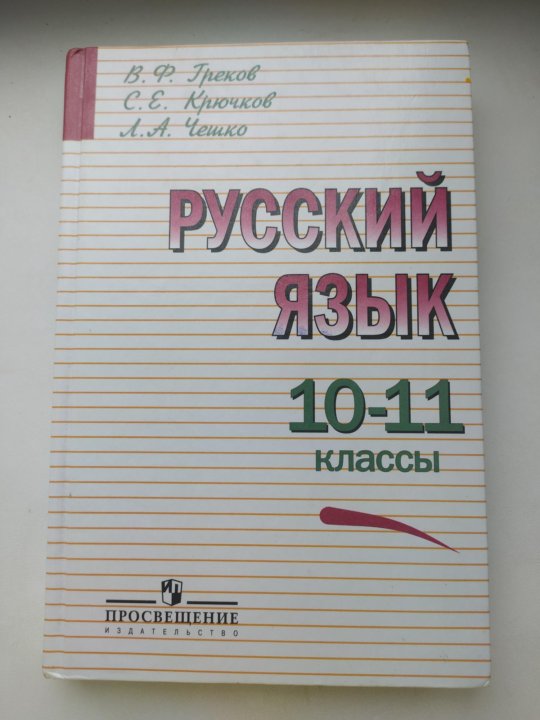 В. Ф. Греков
С. Е. Крючков
Л. А. Чешко
РУССКИЙ
ЯЗЫК
10-11
классы
ПРОСВЕЩЕНИЕ
ИЗДАТЕЛЬСТВО